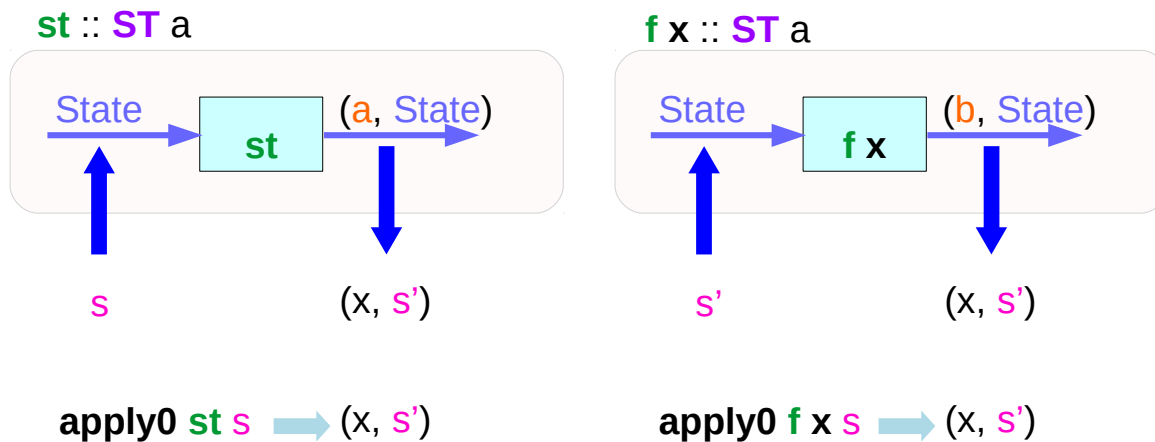 st :: ST a
State
(a, State)
st
s
(x, s’)
apply0 st s
(x, s’)
f x :: ST a
State
(b, State)
f x
s’
(x, s’)
apply0 f x s
(x, s’)